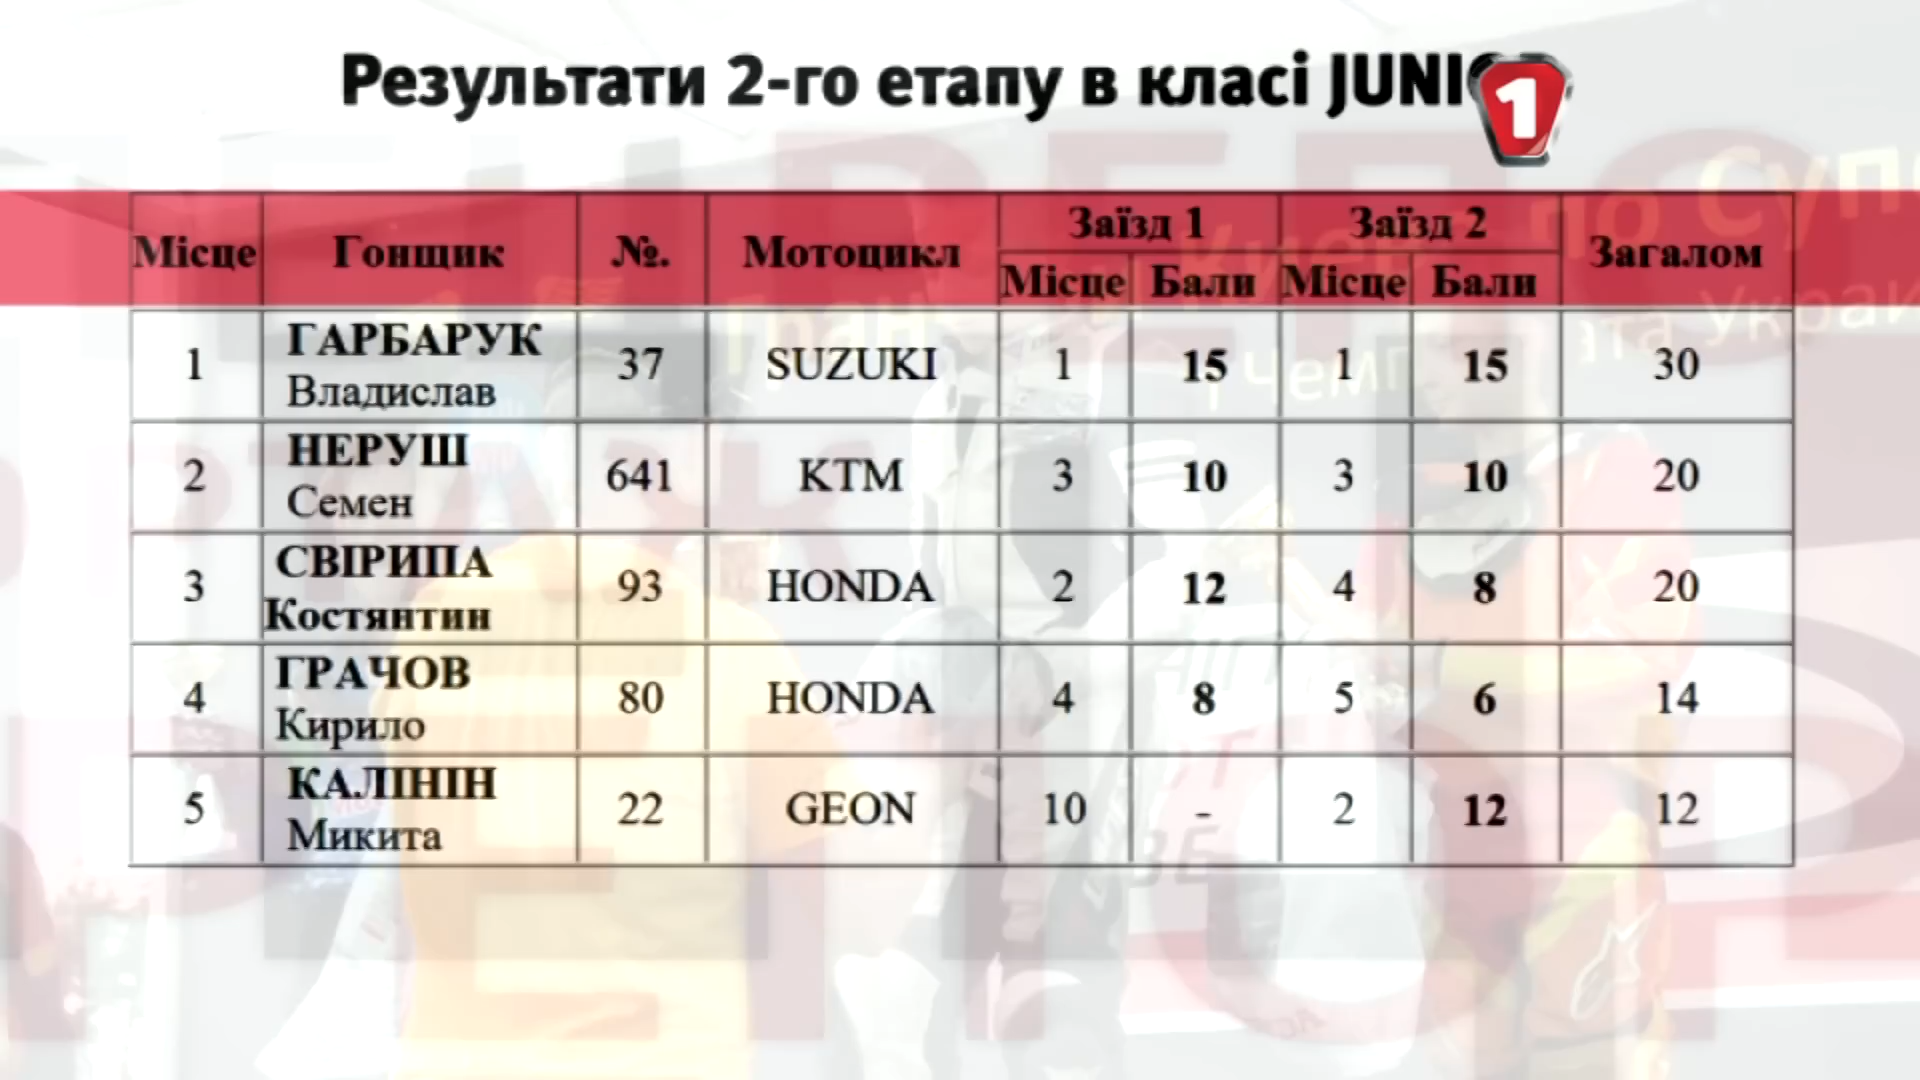 Результати 2-го етапу в класі JUNI
1
Заїзд 1 Заїзд 2
Місце Гонщик №. Мотоцикл Місце Бали Місце Бали Загалом
1 ГАРБАРУК Владислав 37 SUZUKI 1 15 1 15 30
2 НЕРУШ Семен 641 KTM 3 10 3 10 20
3 СВІРИПА Костянтин 93 HONDA 2 12 4 8 20
4 ГРАЧОВ Кирило 80 HONDA 4 8 5 6 14
5 КАЛІНІН Микита 22 GEON 10 - 2 12 12